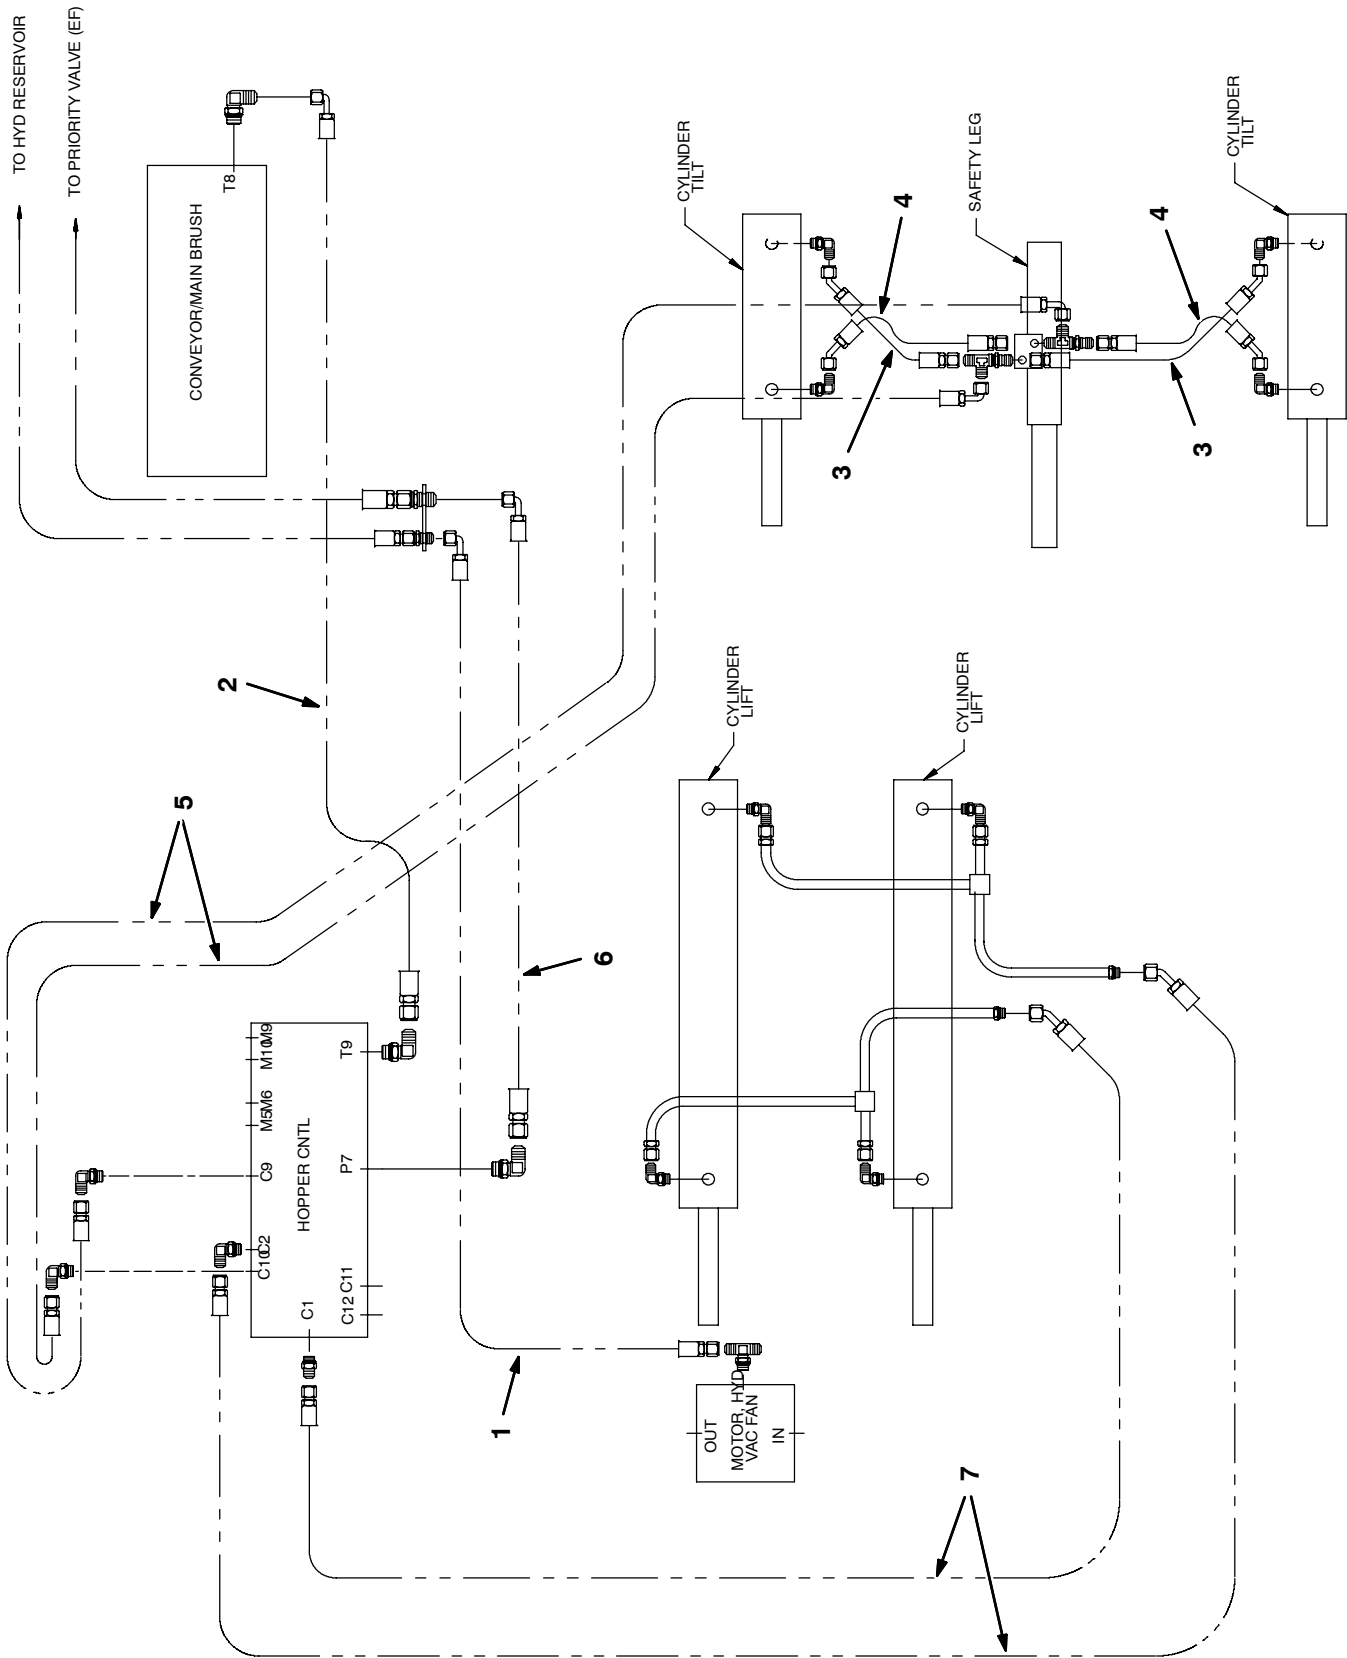 TO HYD RESERVOIR
TO PRIORITY VALVE (EF)
T8
CONVEYOR/MAIN BRUSH
2
5
6
CYLINDER
TILT
4
SAFETY LEG
CYLINDER
TILT
4
3
3
CYLINDER
LIFT
CYLINDER
LIFT
M9
M10
M6
M5
C9
C2
C10
T9
P7
HOPPER CNTL
C11
C12
C1
1
OUT
MOTOR, HYD
VAC FAN
IN
7